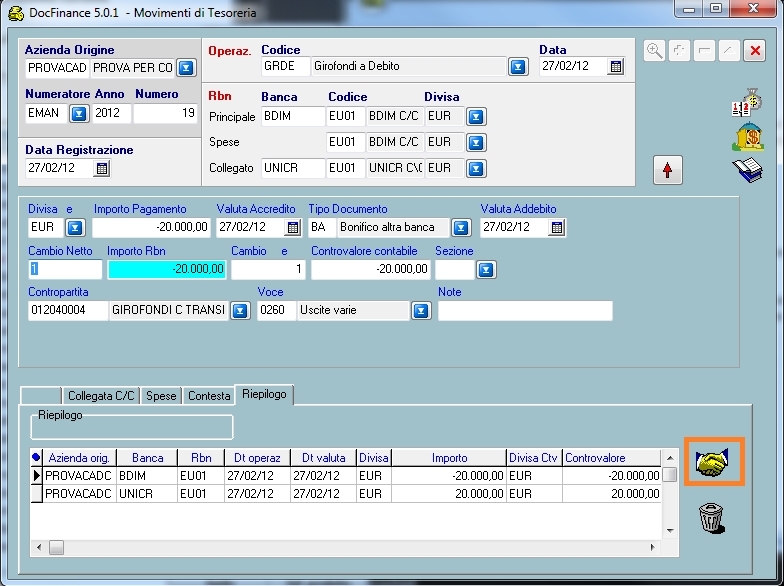 DocFinance 5.0.1 - Movimenti di Tesoreria
Azienda Origine
PROVACAD PROVA PER CO
Numeratore Anno Numero
EMAN 2012 19
Data Registrazione
27/02/12
Operaz. Codice Data
GRDE Girofondi a Debito 27/02/12
Rbn Banca Codice Divisa
Principale BDIM EU01 BDIM C/C EUR
Spese EU01 BDIM C/C EUR
Collegato UNICR EU01 UNICR C\C EUR
Divisa e Importo Pagamento Valuta Accredito Tipo Documento Valuta Addebito
EUR -20.000,00 27/02/12 BA Bonifico altra banca 27/02/12
Cambio Netto Importo Rbn Cambio e Controvalore contabile Sezione
1 -20.000,00 1 -20.000,00
Contropartita Voce Note
012040004 GIROFONDI C TRANSI 0260 Uscite varie
Collegata C/C Spese Contesta Riepilogo
Riepilogo
Azienda orig. Banca Rbn Dt operaz Dt valuta Divisa Importo Divisa Ctv Controvalore
PROVACADC BDIM EU01 27/02/12 27/02/12 EUR -20.000,00 EUR -20.000,00
PROVACADC UNICR EU01 27/02/12 27/02/12 EUR 20.000,00 EUR 20.000,00